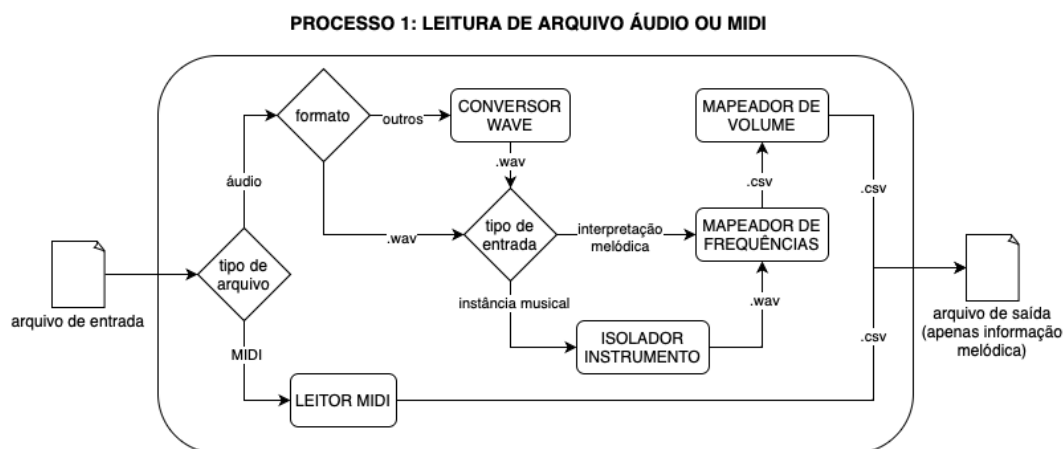 PROCESSO 1: LEITURA DE ARQUIVO ÁUDIO OU MIDI
formato
outros
CONVERSOR
WAVE
MAPEADOR DE
VOLUME
.wav
áudio
.csv
.csv
tipo de
entrada
interpretação
melódica
MAPEADOR DE
FREQUÊNCIAS
.wav
tipo de
arquivo
arquivo de entrada
instância musical
.wav
arquivo de saída
(apenas informação
melódica)
ISOLADOR
INSTRUMENTO
.csv
MIDI
LEITOR MIDI